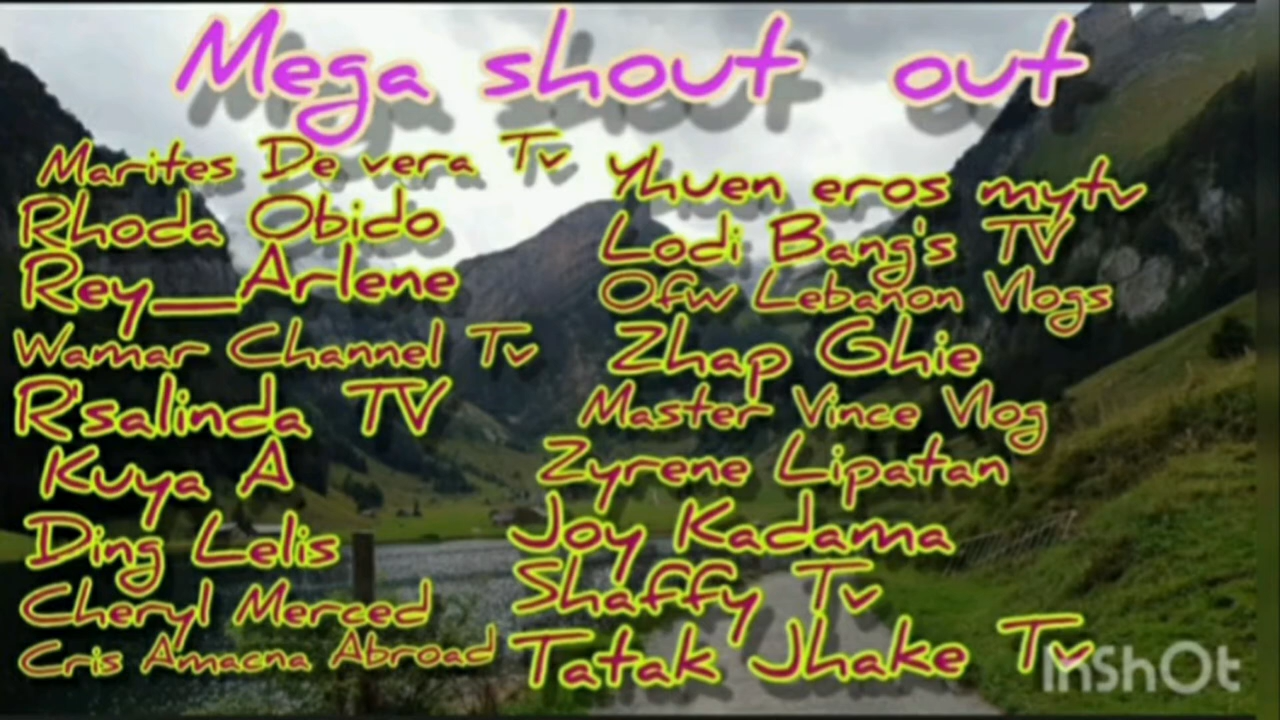 Mega shout out
Marites De vera Tv
Rhoda Obido
Rey__Arlene
Wamar Channel Tv
R'salinda TV
Kuya A
Ding Lelis
Cheryl Merced
Cris Amacna Abroad
Yhuen eros mytv
Lodi Bang's TV
Ofw Lebanon Vlogs
Zhap Ghie
Master Vince Vlog
Zyrene Lipatan
Joy Kadama
Shaffy Tv
Tatak Jhake Tv
InShOt